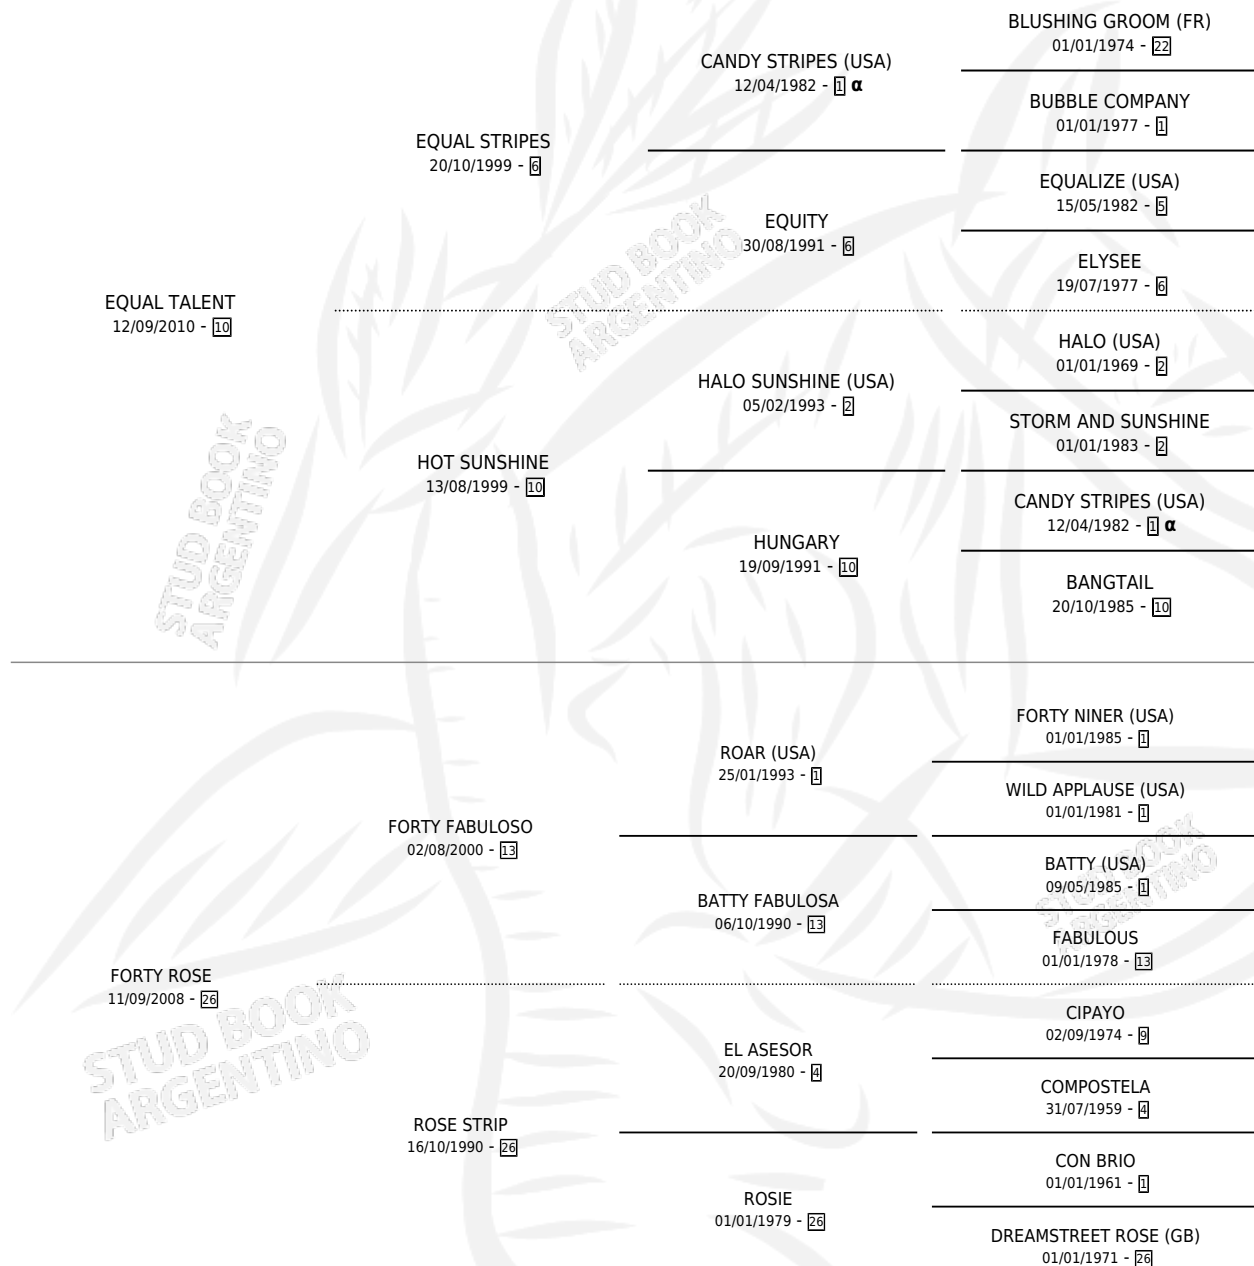 BLUSHING GROOM (FR)
01/01/1974 - 22
CANDY STRIPES (USA)
12/04/1982 - 1 α
BUBBLE COMPANY
01/01/1977 - 1
EQUAL STRIPES
20/10/1999 - 6
EQUALIZE (USA)
15/05/1982 - 5
EQUITY
30/08/1991 - 6
ELYSEE
19/07/1977 - 6
EQUAL TALENT
12/09/2010 - 10
HALO (USA)
01/01/1969 - 2
HALO SUNSHINE (USA)
05/02/1993 - 2
STORM AND SUNSHINE
01/01/1983 - 2
HOT SUNSHINE
13/08/1999 - 10
CANDY STRIPES (USA)
12/04/1982 - 1 α
HUNGARY
19/09/1991 - 10
BANGTAIL
20/10/1985 - 10
FORTY NINER (USA)
01/01/1985 - 1
ROAR (USA)
25/01/1993 - 1
WILD APPLAUSE (USA)
01/01/1981 - 1
FORTY FABULOSO
02/08/2000 - 13
BATTY (USA)
09/05/1985 - 1
BATTY FABULOSA
06/10/1990 - 13
FABULOUS
01/01/1978 - 13
FORTY ROSE
11/09/2008 - 26
CIPAYO
02/09/1974 - 9
EL ASESOR
20/09/1980 - 4
COMPOSTELA
31/07/1959 - 4
ROSE STRIP
16/10/1990 - 26
CON BRIO
01/01/1961 - 1
ROSIE
01/01/1979 - 26
DREAMSTREET ROSE (GB)
01/01/1971 - 26
STUD BOOK
ARGENTINO
STUD BOOK
ARGENTINO
STUD BOOK
ARGENTINO
STUD BOOK
ARGENTINO